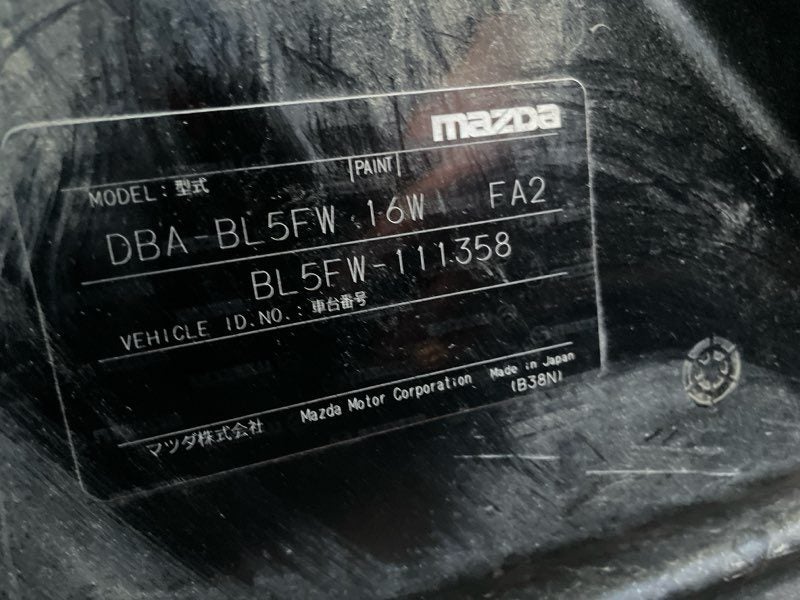 mazda
MODEL：型式 |PAINT|
DBA-BL5FW 16W FA2
BL5FW-111358
VEHICLE ID.NO.：車台番号
マツダ株式会社 Mazda Motor Corporation Made in Japan
(B38N)